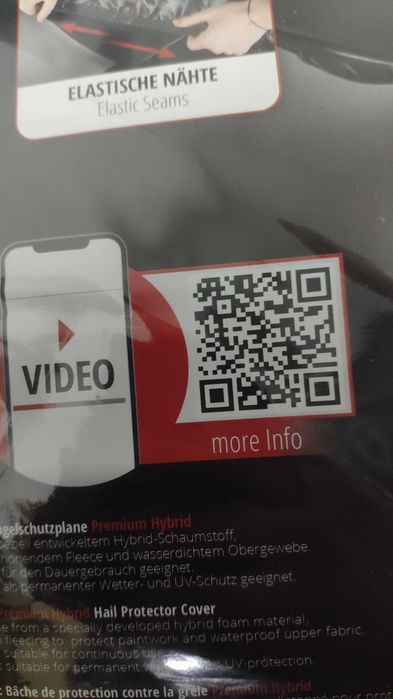 ELASTISCHE NÄHTE
Elastic Seams
VIDEO
more Info
gelschutzplane Premium Hybrid
ezell entwickeltem Hybrid-Schaumstoff,
honendem Fleece und wasserdichtem Obergewebe.
für den Dauergebrauch geeignet.
als permanenter Wetter- und UV-Schutz geeignet.
Premium Hybrid Hail Protector Cover
e from a specially developed hybrid foam material,
fleecing to protect paintwork and waterproof upper fabric.
suitable for continuous use
suitable for permanent UV-protection.
: Bâche de protection contre la grêle Premium Hybrid